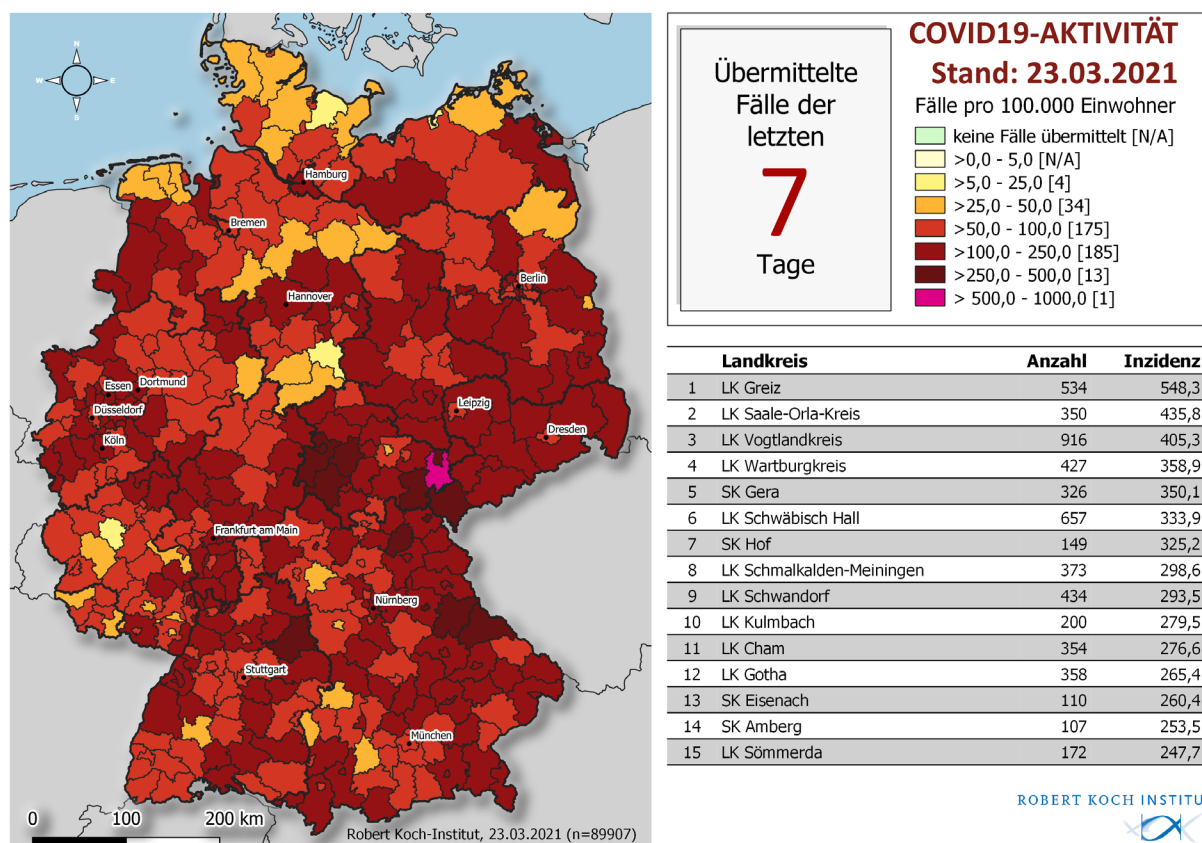 N
W E
S
Hamburg
Bremen
Berlin
Hannover
Essen
Dortmund
Düsseldorf
Leipzig
Köln
Dresden
Frankfurt am Main
Nürnberg
Stuttgart
München
0 100 200 km
Robert Koch-Institut, 23.03.2021 (n=89907)
Übermittelte
Fälle der
letzten
7
Tage
COVID19-AKTIVITÄT
Stand: 23.03.2021
Fälle pro 100.000 Einwohner
keine Fälle übermittelt [N/A]
>0,0 - 5,0 [N/A]
>5,0 - 25,0 [4]
>25,0 - 50,0 [34]
>50,0 - 100,0 [175]
>100,0 - 250,0 [185]
>250,0 - 500,0 [13]
> 500,0 - 1000,0 [1]
Landkreis Anzahl Inzidenz
1 LK Greiz 534 548,3
2 LK Saale-Orla-Kreis 350 435,8
3 LK Vogtlandkreis 916 405,3
4 LK Wartburgkreis 427 358,9
5 SK Gera 326 350,1
6 LK Schwäbisch Hall 657 333,9
7 SK Hof 149 325,2
8 LK Schmalkalden-Meiningen 373 298,6
9 LK Schwandorf 434 293,5
10 LK Kulmbach 200 279,5
11 LK Cham 354 276,6
12 LK Gotha 358 265,4
13 SK Eisenach 110 260,4
14 SK Amberg 107 253,5
15 LK Sömmerda 172 247,7
ROBERT KOCH INSTITU